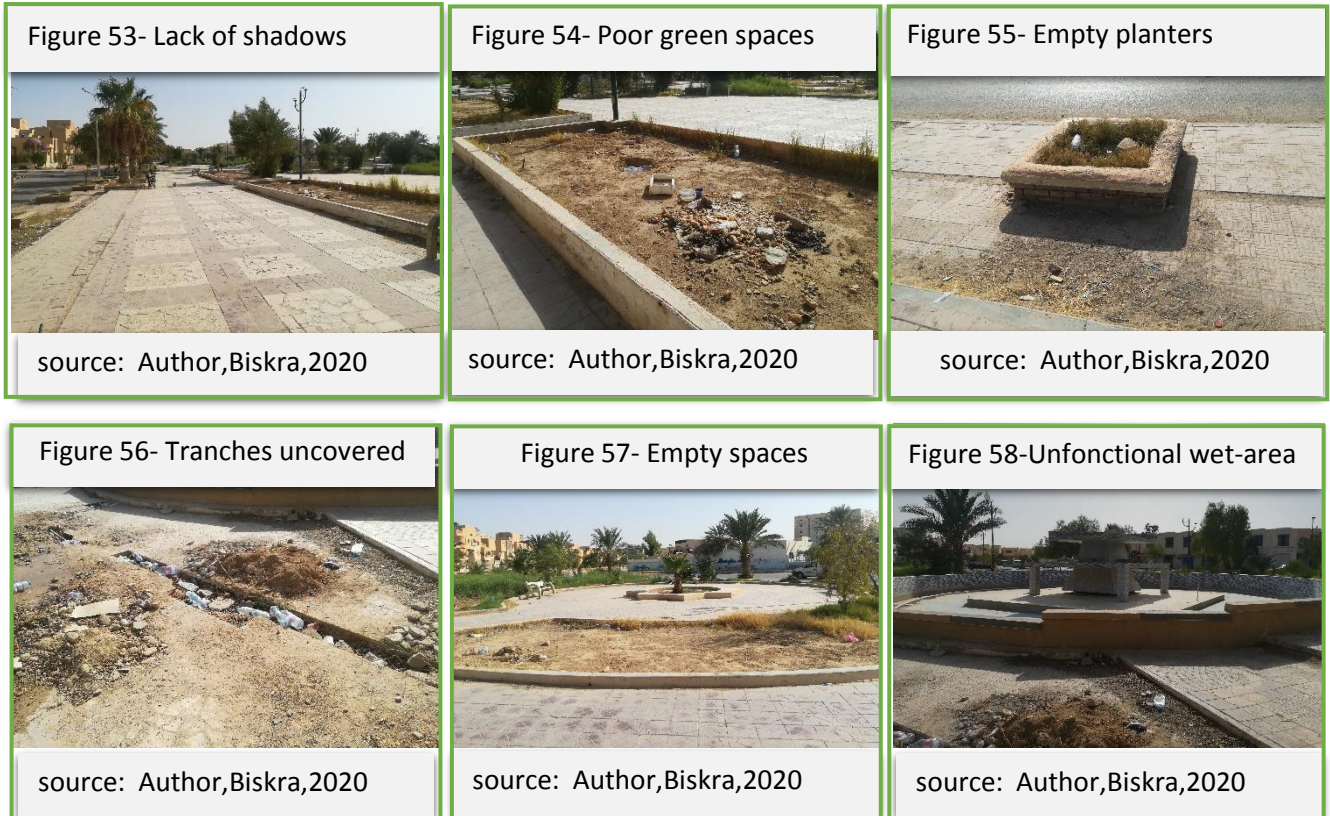 Figure 53- Lack of shadows
Figure 54- Poor green spaces
Figure 55- Empty planters
source: Author,Biskra,2020
source: Author,Biskra,2020
source: Author,Biskra,2020
Figure 56- Tranches uncovered
Figure 57- Empty spaces
Figure 58-Unfonctional wet-area
source: Author,Biskra,2020
source: Author,Biskra,2020
source: Author,Biskra,2020